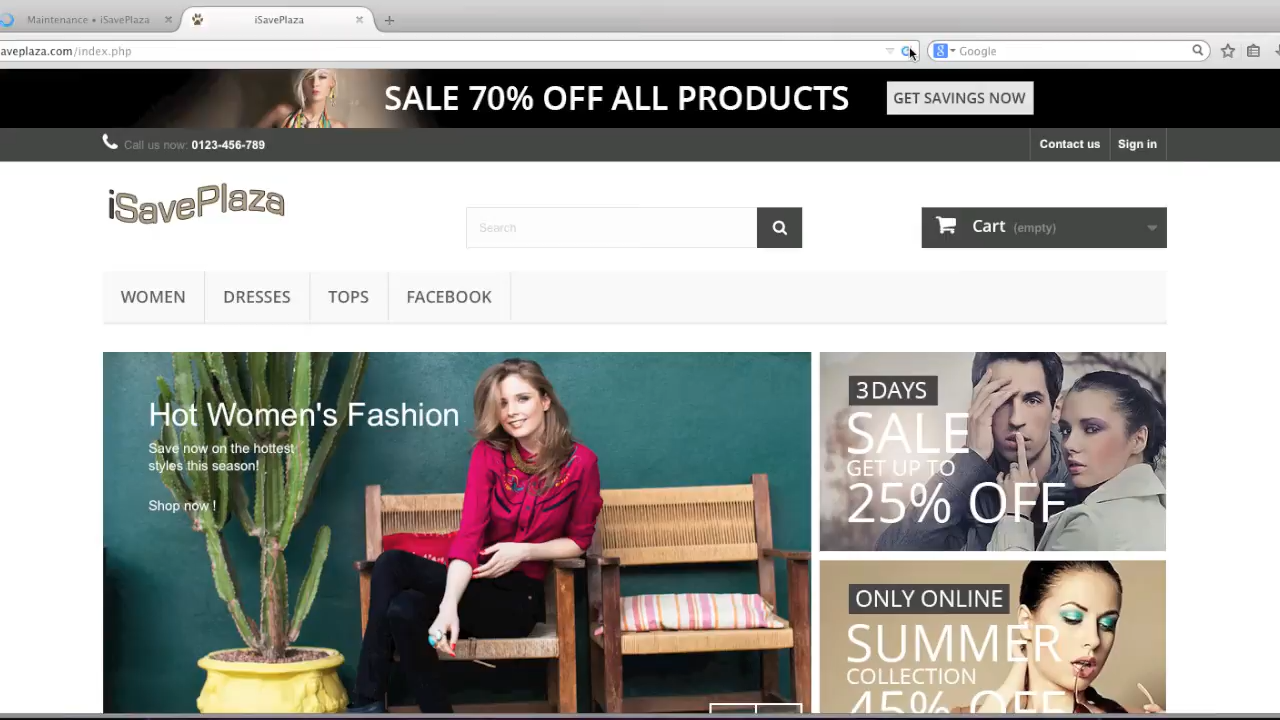 Maintenance • iSavePlaza
iSavePlaza
aveplaza.com/index.php
Google
SALE 70% OFF ALL PRODUCTS
GET SAVINGS NOW
Call us now: 0123-456-789
Contact us
Sign in
iSavePlaza
Search
Cart (empty)
WOMEN
DRESSES
TOPS
FACEBOOK
Hot Women's Fashion
Save now on the hottest
styles this season!
Shop now !
3 DAYS
SALE
GET UP TO
25% OFF
ONLY ONLINE
SUMMER
COLLECTION
45% OFF